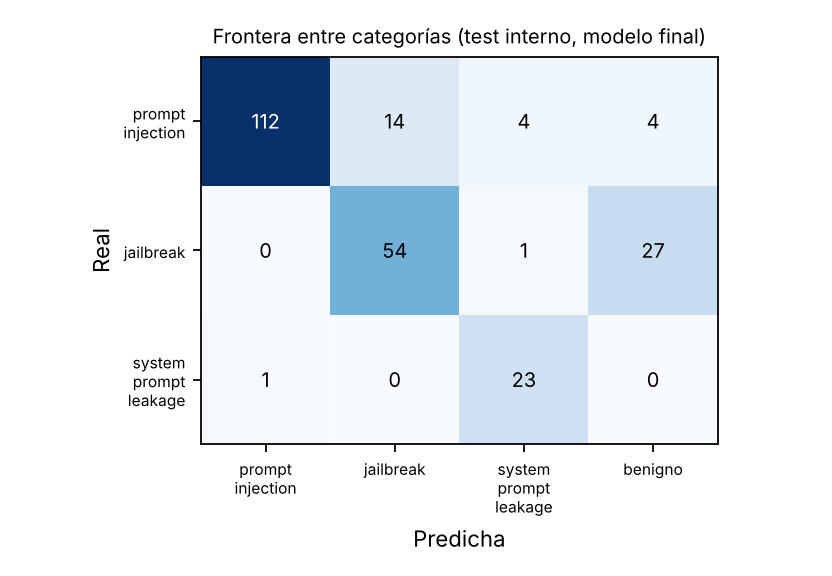 Frontera entre categorías (test interno, modelo final)
prompt
injection
112
14
4
4
Real
jailbreak
0
54
1
27
system
prompt
leakage
1
0
23
0
prompt
injection
jailbreak
system
prompt
leakage
benigno
Predicha